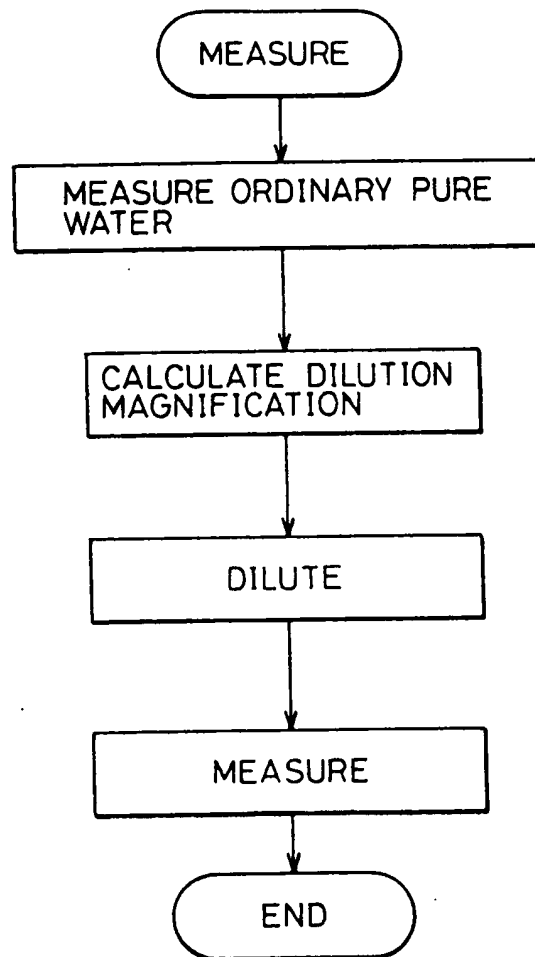 MEASURE
MEASURE ORDINARY PURE
WATER
CALCULATE DILUTION
MAGNIFICATION
DILUTE
MEASURE
END